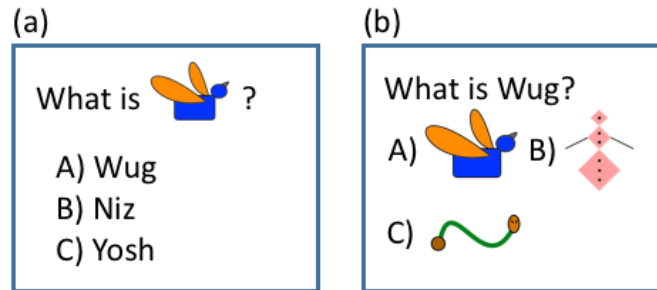 (a)
What is ?
A) Wug
B) Niz
C) Yosh
(b)
What is Wug?
A) B)
C)